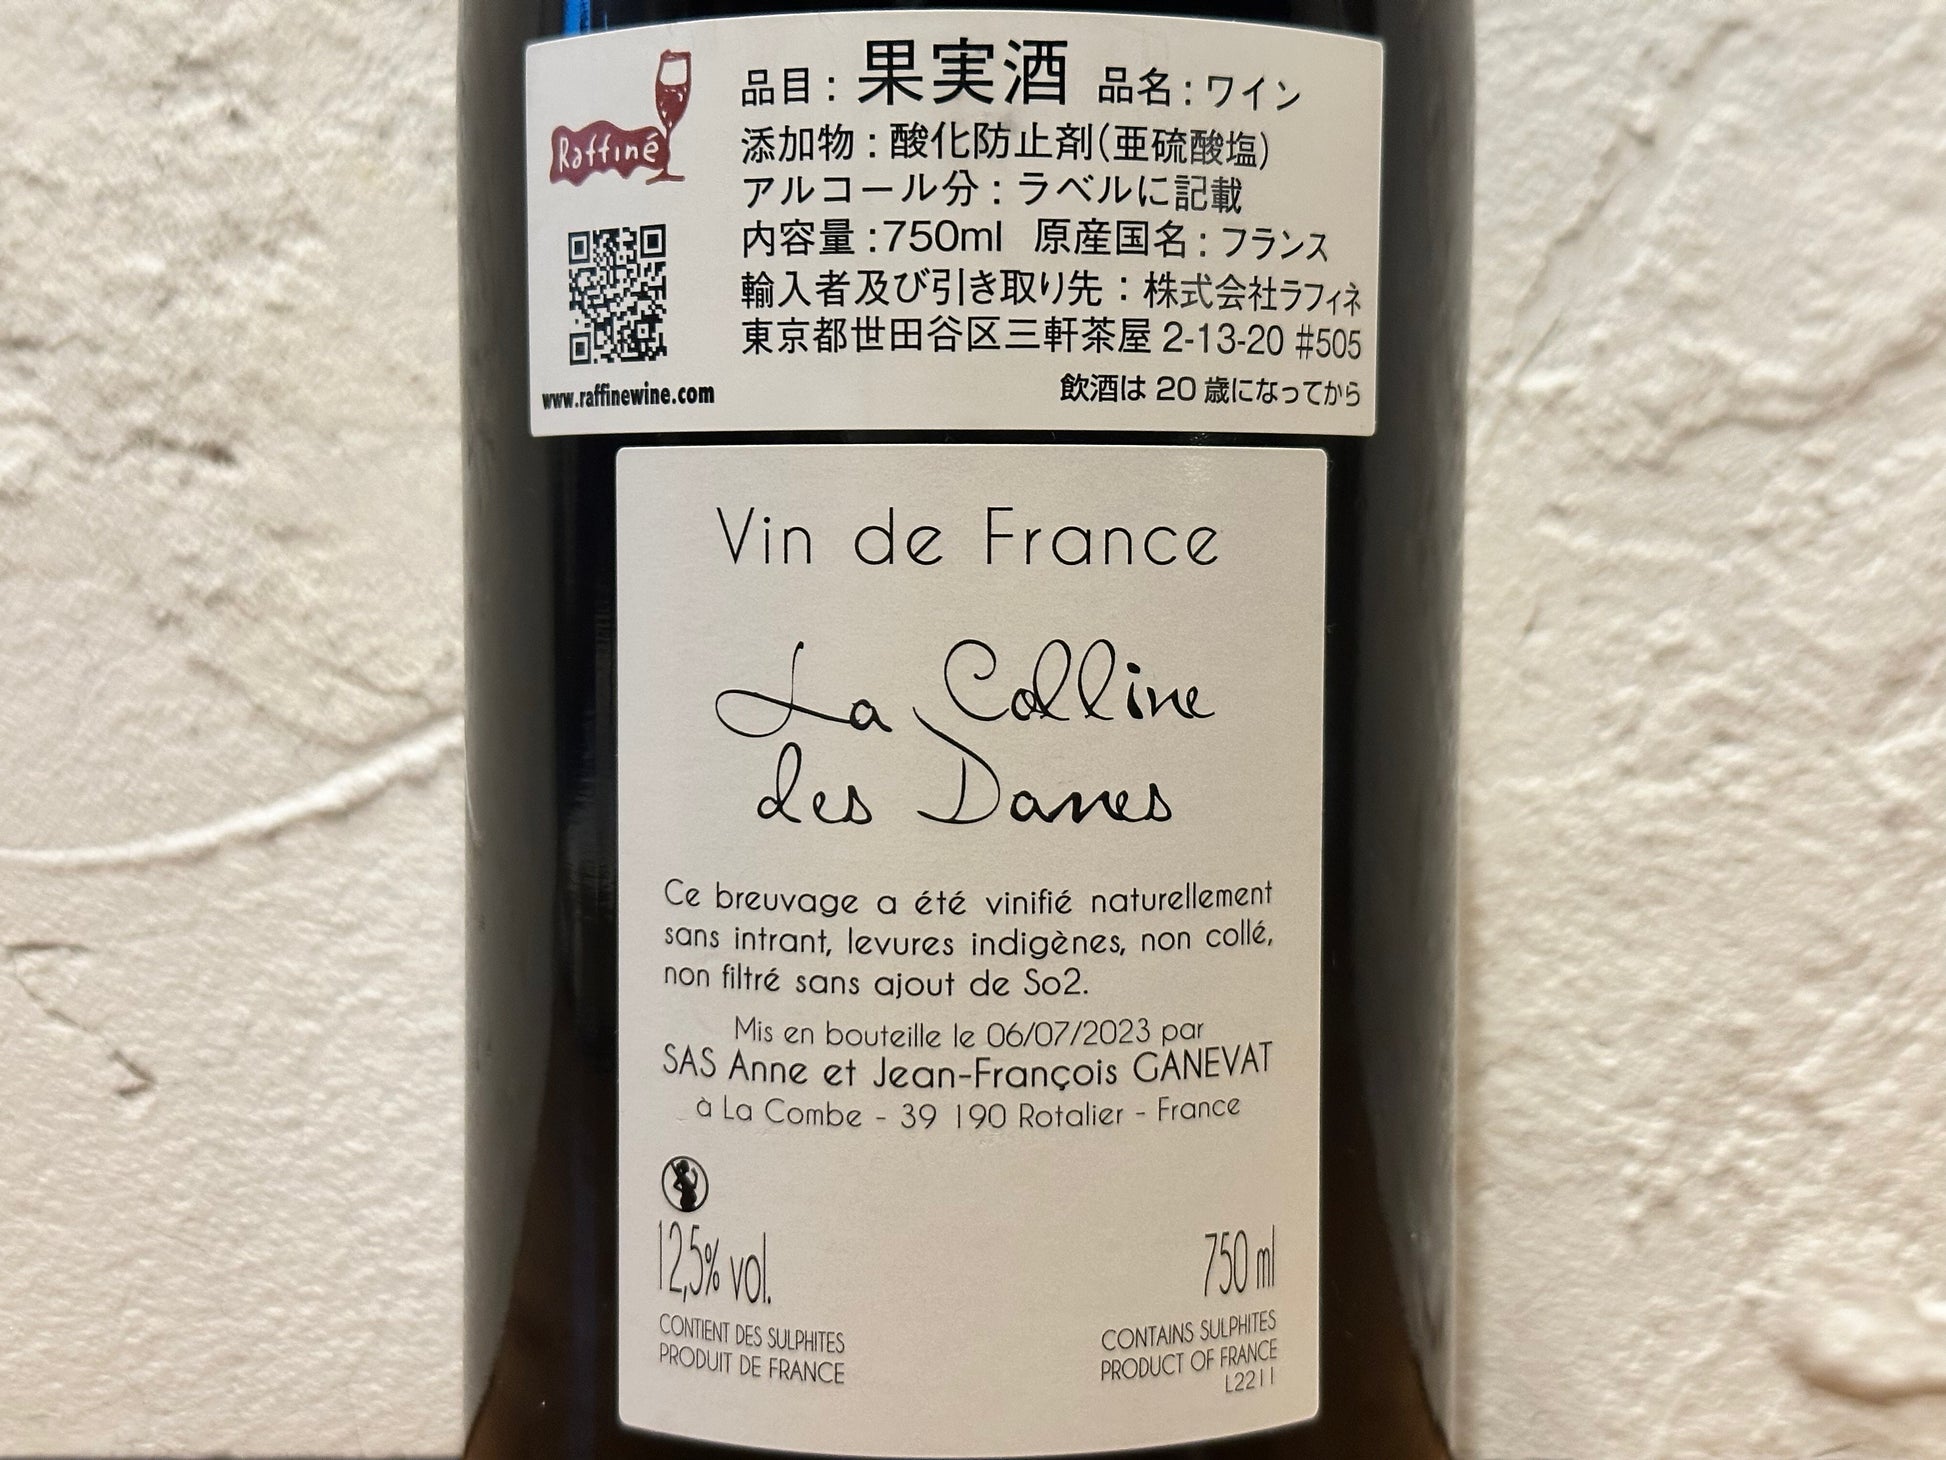 Raffiné
品目: 果実酒 品名:ワイン
添加物:酸化防止剤(亜硫酸塩)
アルコール分:ラベルに記載
内容量:750ml 原産国名:フランス
輸入者及び引き取り先:株式会社ラフィネ
東京都世田谷区三軒茶屋 2-13-20 #505
www.raffinewine.com
飲酒は 20 歳になってから
Vin de France
La Colline
des Danes
Ce breuvage a été vinifié naturellement
sans intrant, levures indigènes, non collé,
non filtré sans ajout de So2.
Mis en bouteille le 06/07/2023 par
SAS Anne et Jean-François GANEVAT
à La Combe - 39 190 Rotalier - France
12,5% vol.
750 ml
CONTIENT DES SULPHITES
PRODUIT DE FRANCE
CONTAINS SULPHITES
PRODUCT OF FRANCE
L2211